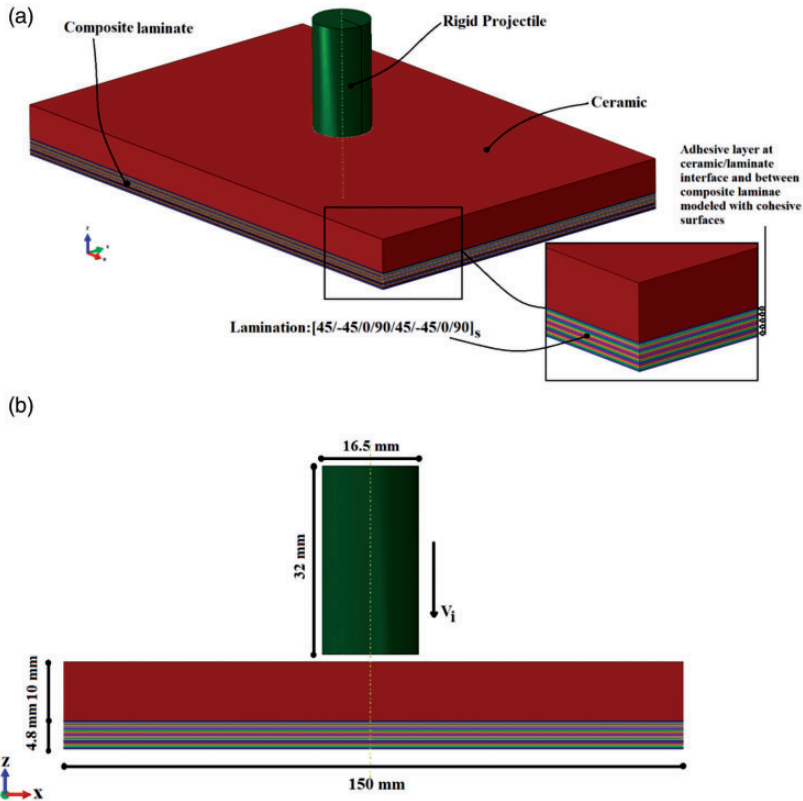 (a)
Composite laminate
Rigid Projectile
Ceramic
Adhesive layer at
ceramic/laminate
interface and between
composite laminae
modeled with cohesive
surfaces
Lamination:[45/-45/0/90/45/-45/0/90]s
(b)
16.5 mm
32 mm
Vi
10 mm
4.8 mm
150 mm
Z
X